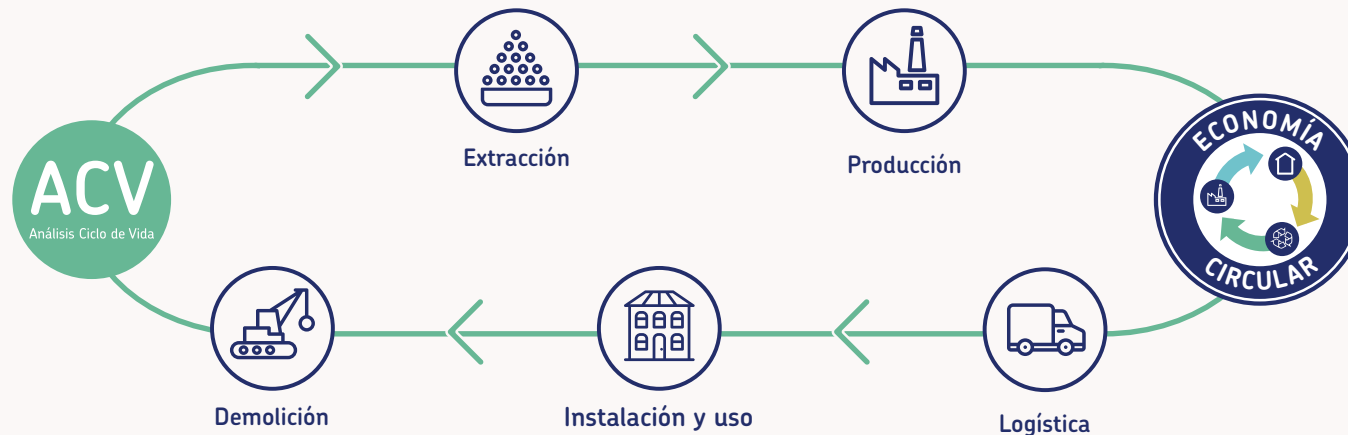 ACV
Análisis Ciclo de Vida
Extracción
Producción
ECONOMÍA
CIRCULAR
Logística
Instalación y uso
Demolición